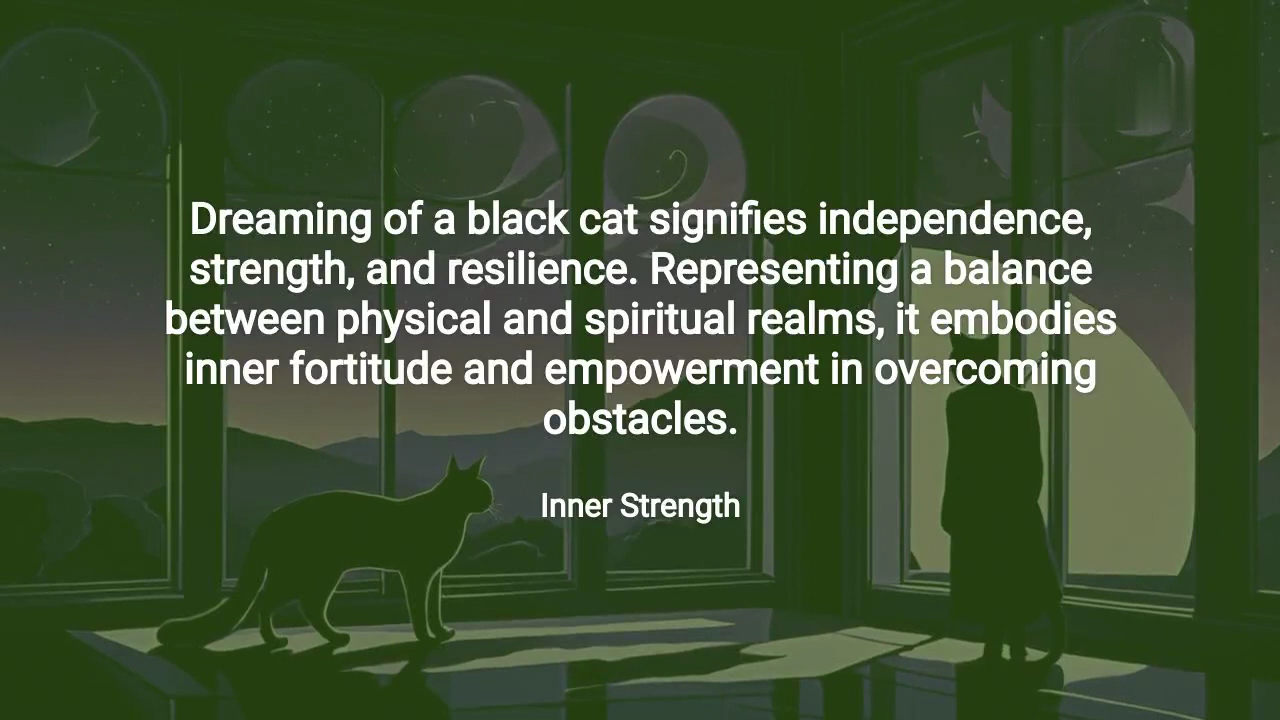 Dreaming of a black cat signifies independence,
strength, and resilience. Representing a balance
between physical and spiritual realms, it embodies
inner fortitude and empowerment in overcoming
obstacles.
Inner Strength